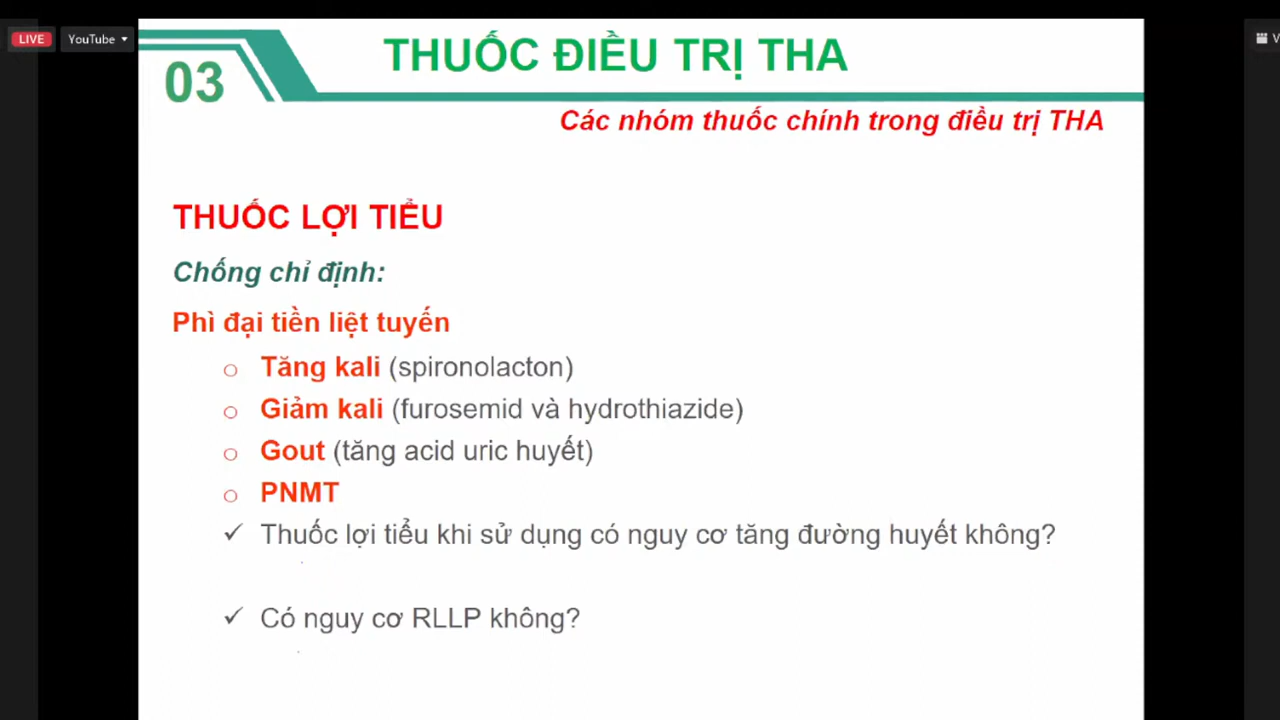 LIVE
YouTube
V
03
THUỐC ĐIỀU TRỊ THA
Các nhóm thuốc chính trong điều trị THA
THUỐC LỢI TIỂU
Chống chỉ định:
Phì đại tiền liệt tuyến
Tăng kali (spironolacton)
Giảm kali (furosemid và hydrothiazide)
Gout (tăng acid uric huyết)
PNMT
Thuốc lợi tiểu khi sử dụng có nguy cơ tăng đường huyết không?
Có nguy cơ RLLP không?